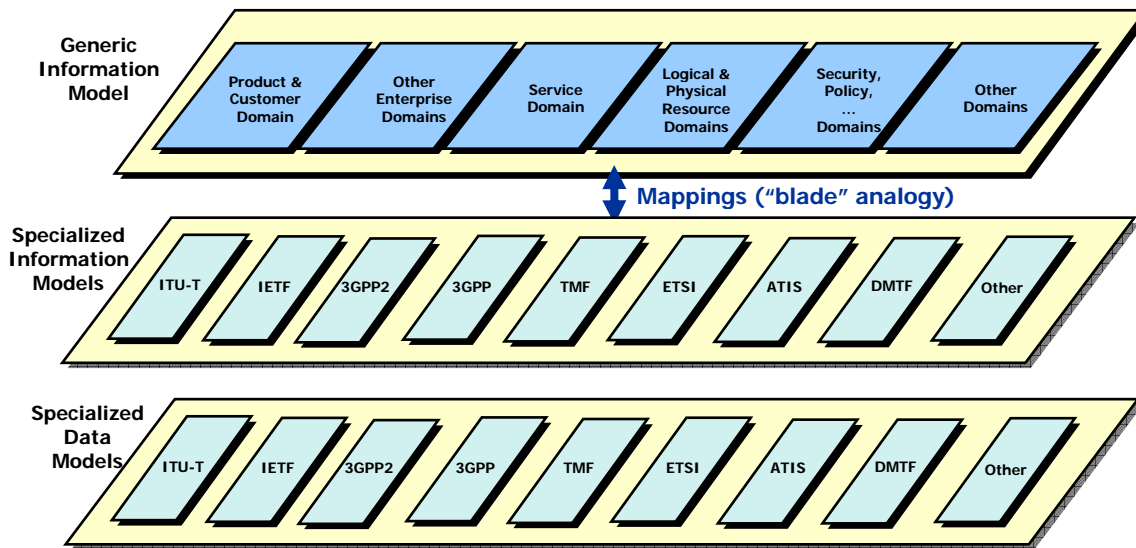 Generic
Information
Model
Product &
Customer
Domain
Other
Enterprise
Domains
Service
Domain
Logical &
Physical
Resource
Domains
Security,
Policy,
...
Domains
Other
Domains
Mappings (“blade” analogy)
Specialized
Information
Models
ITU-T
IETF
3GPP2
3GPP
TMF
ETSI
ATIS
DMTF
Other
Specialized
Data
Models
ITU-T
IETF
3GPP2
3GPP
TMF
ETSI
ATIS
DMTF
Other